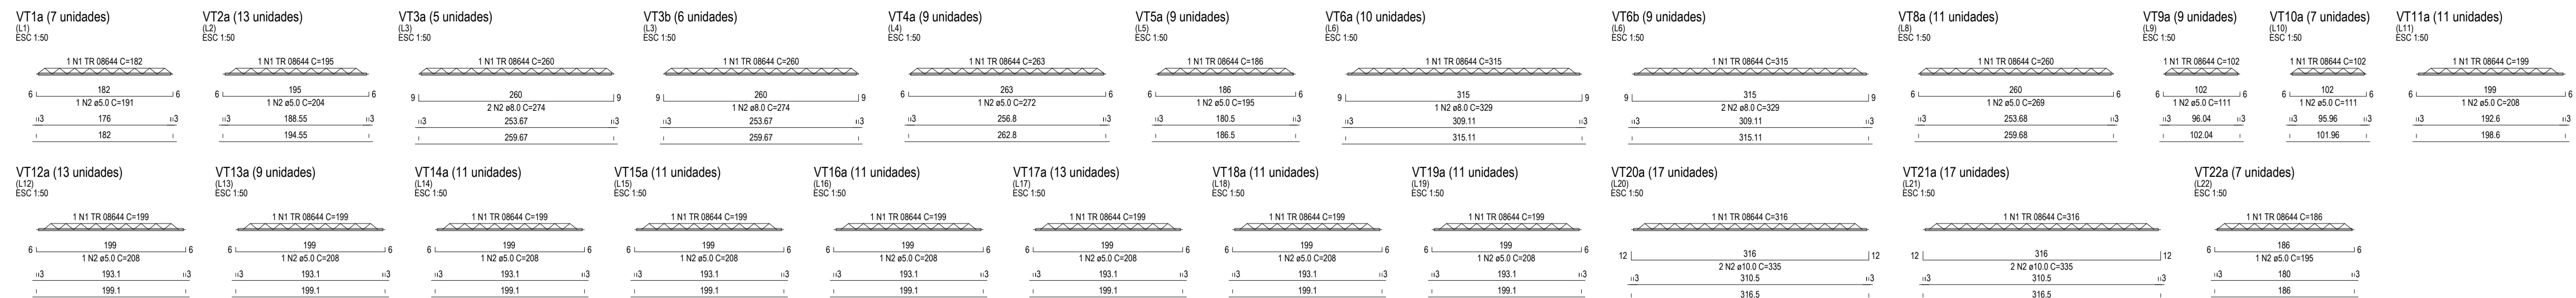 VT1a (7 unidades)
(L1)
ESC 1:50
1 N1 TR 08644 C=182
6 182 6
1 N2 ø5.0 C=191
3 176 3
182
VT2a (13 unidades)
(L2)
ESC 1:50
1 N1 TR 08644 C=195
6 195 6
1 N2 ø5.0 C=204
3 188.55 3
194.55
VT3a (5 unidades)
(L3)
ESC 1:50
1 N1 TR 08644 C=260
9 260 9
2 N2 ø8.0 C=274
3 253.67 3
259.67
VT3b (6 unidades)
(L3)
ESC 1:50
1 N1 TR 08644 C=260
9 260 9
1 N2 ø8.0 C=274
3 253.67 3
259.67
VT4a (9 unidades)
(L4)
ESC 1:50
1 N1 TR 08644 C=263
6 263 6
1 N2 ø5.0 C=272
3 256.8 3
262.8
VT5a (9 unidades)
(L5)
ESC 1:50
1 N1 TR 08644 C=186
6 186 6
1 N2 ø5.0 C=195
3 180.5 3
186.5
VT6a (10 unidades)
(L6)
ESC 1:50
1 N1 TR 08644 C=315
9 315 9
1 N2 ø8.0 C=329
3 309.11 3
315.11
VT6b (9 unidades)
(L6)
ESC 1:50
1 N1 TR 08644 C=315
9 315 9
2 N2 ø8.0 C=329
3 309.11 3
315.11
VT8a (11 unidades)
(L8)
ESC 1:50
1 N1 TR 08644 C=260
6 260 6
1 N2 ø5.0 C=269
3 253.68 3
259.68
VT9a (9 unidades)
(L9)
ESC 1:50
1 N1 TR 08644 C=102
6 102 6
1 N2 ø5.0 C=111
3 96.04 3
102.04
VT10a (7 unidades)
(L10)
ESC 1:50
1 N1 TR 08644 C=102
6 102 6
1 N2 ø5.0 C=111
3 95.96 3
101.96
VT11a (11 unidades)
(L11)
ESC 1:50
1 N1 TR 08644 C=199
6 199 6
1 N2 ø5.0 C=208
3 192.6 3
198.6
VT12a (13 unidades)
(L12)
ESC 1:50
1 N1 TR 08644 C=199
6 199 6
1 N2 ø5.0 C=208
3 193.1 3
199.1
VT13a (9 unidades)
(L13)
ESC 1:50
1 N1 TR 08644 C=199
6 199 6
1 N2 ø5.0 C=208
3 193.1 3
199.1
VT14a (11 unidades)
(L14)
ESC 1:50
1 N1 TR 08644 C=199
6 199 6
1 N2 ø5.0 C=208
3 193.1 3
199.1
VT15a (11 unidades)
(L15)
ESC 1:50
1 N1 TR 08644 C=199
6 199 6
1 N2 ø5.0 C=208
3 193.1 3
199.1
VT16a (11 unidades)
(L16)
ESC 1:50
1 N1 TR 08644 C=199
6 199 6
1 N2 ø5.0 C=208
3 193.1 3
199.1
VT17a (13 unidades)
(L17)
ESC 1:50
1 N1 TR 08644 C=199
6 199 6
1 N2 ø5.0 C=208
3 193.1 3
199.1
VT18a (11 unidades)
(L18)
ESC 1:50
1 N1 TR 08644 C=199
6 199 6
1 N2 ø5.0 C=208
3 193.1 3
199.1
VT19a (11 unidades)
(L19)
ESC 1:50
1 N1 TR 08644 C=199
6 199 6
1 N2 ø5.0 C=208
3 193.1 3
199.1
VT20a (17 unidades)
(L20)
ESC 1:50
1 N1 TR 08644 C=316
12 316 12
2 N2 ø10.0 C=335
3 310.5 3
316.5
VT21a (17 unidades)
(L21)
ESC 1:50
1 N1 TR 08644 C=316
12 316 12
2 N2 ø10.0 C=335
3 310.5 3
316.5
VT22a (7 unidades)
(L22)
ESC 1:50
1 N1 TR 08644 C=186
6 186 6
1 N2 ø5.0 C=195
3 180 3
186